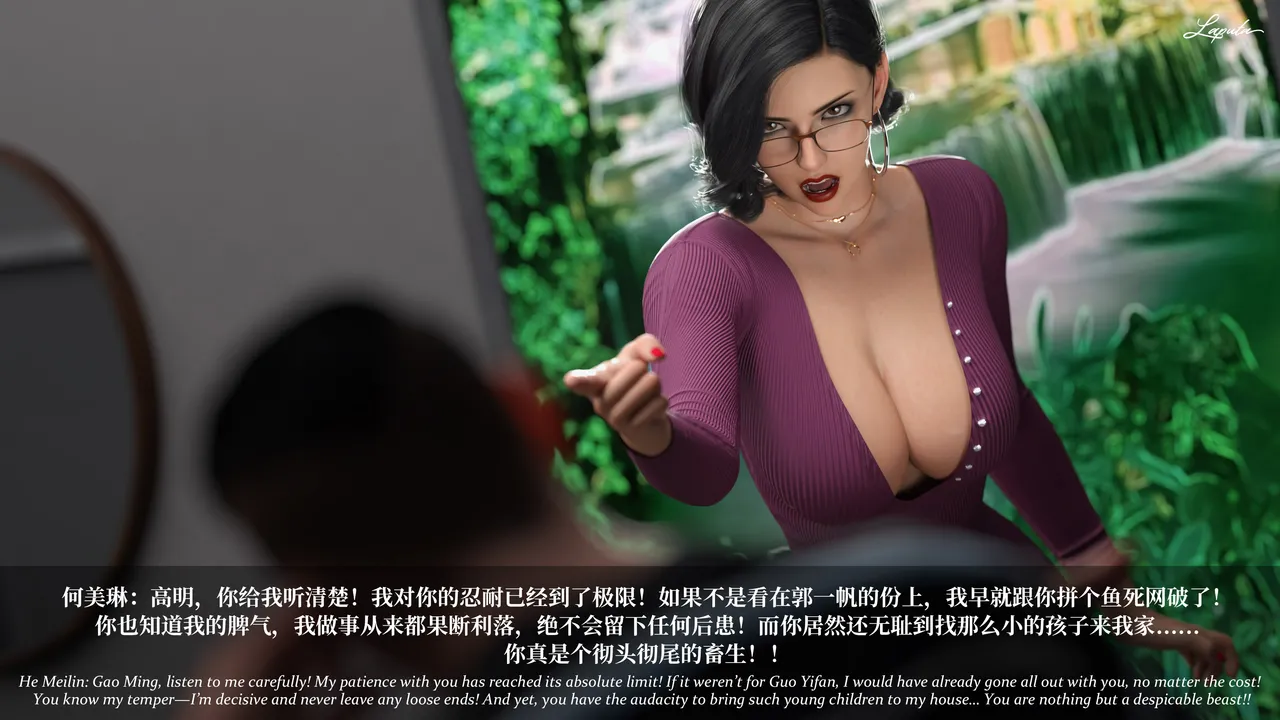 Laputa
何美琳：高明，你给我听清楚！我对你的忍耐已经到了极限！如果不是看在郭一帆的份上，我早就跟你拼个鱼死网破了！
你也知道我的脾气，我做事从来都果断利落，绝不会留下任何后患！而你居然还无耻到找那么小的孩子来我家……
你真是个彻头彻尾的畜生！！
He Meilin: Gao Ming, listen to me carefully! My patience with you has reached its absolute limit! If it weren't for Guo Yifan, I would have already gone all out with you, no matter the cost!
You know my temper—I'm decisive and never leave any loose ends! And yet, you have the audacity to bring such young children to my house... You are nothing but a despicable beast!!